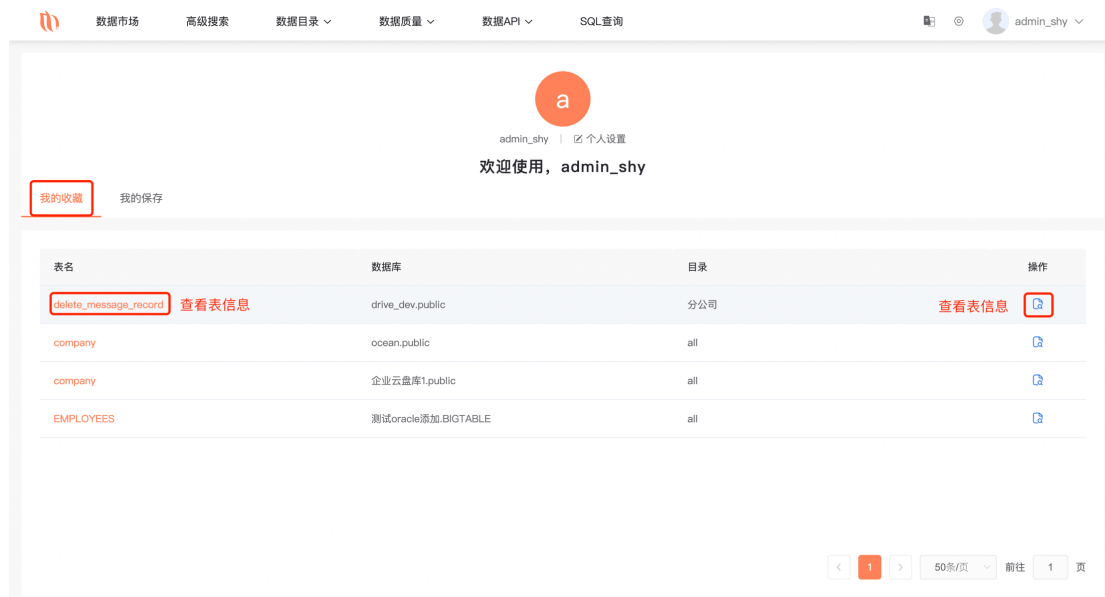 数据市场 高级搜索 数据目录 数据质量 数据API SQL查询 admin_shy
a
admin_shy | 个人设置
欢迎使用，admin_shy
我的收藏 我的保存
表名 数据库 目录 操作
delete_message_record 查看表信息 drive_dev.public 分公司 查看表信息
company ocean.public all
company 企业云盘库1.public all
EMPLOYEES 测试oracle添加.BIGTABLE all
1 50条/页 前往 1 页